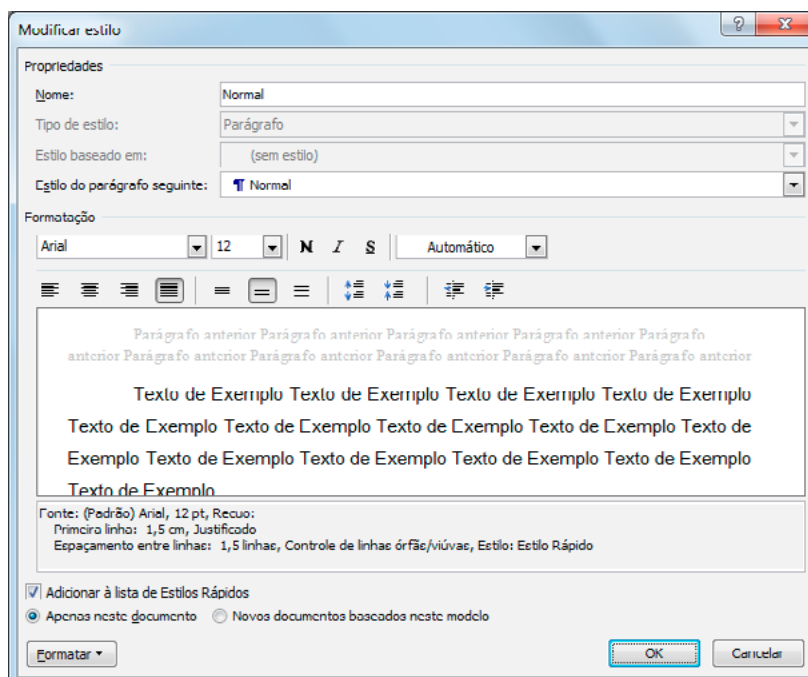 Modificar estilo
Propriedades
Nome: Normal
Tipo de estilo: Parágrafo
Estilo baseado em: (sem estilo)
Estilo do parágrafo seguinte: ¶ Normal
Formatação
Arial 12 N I S Automático
Parágrafo anterior Parágrafo anterior Parágrafo anterior Parágrafo anterior Parágrafo
anterior Parágrafo anterior Parágrafo anterior Parágrafo anterior Parágrafo anterior
Texto de Exemplo Texto de Exemplo Texto de Exemplo Texto de Exemplo
Texto de Exemplo Texto de Exemplo Texto de Exemplo Texto de Exemplo Texto de
Exemplo Texto de Exemplo Texto de Exemplo Texto de Exemplo Texto de Exemplo
Texto de Exemplo
Fonte: (Padrão) Arial, 12 pt, Recuo:
Primeira linha: 1,5 cm, Justificado
Espaçamento entre linhas: 1,5 linhas, Controle de linhas órfãs/viúvas, Estilo: Estilo Rápido
Adicionar à lista de Estilos Rápidos
Apenas neste documento Novos documentos baseados neste modelo
Formatar OK Cancelar